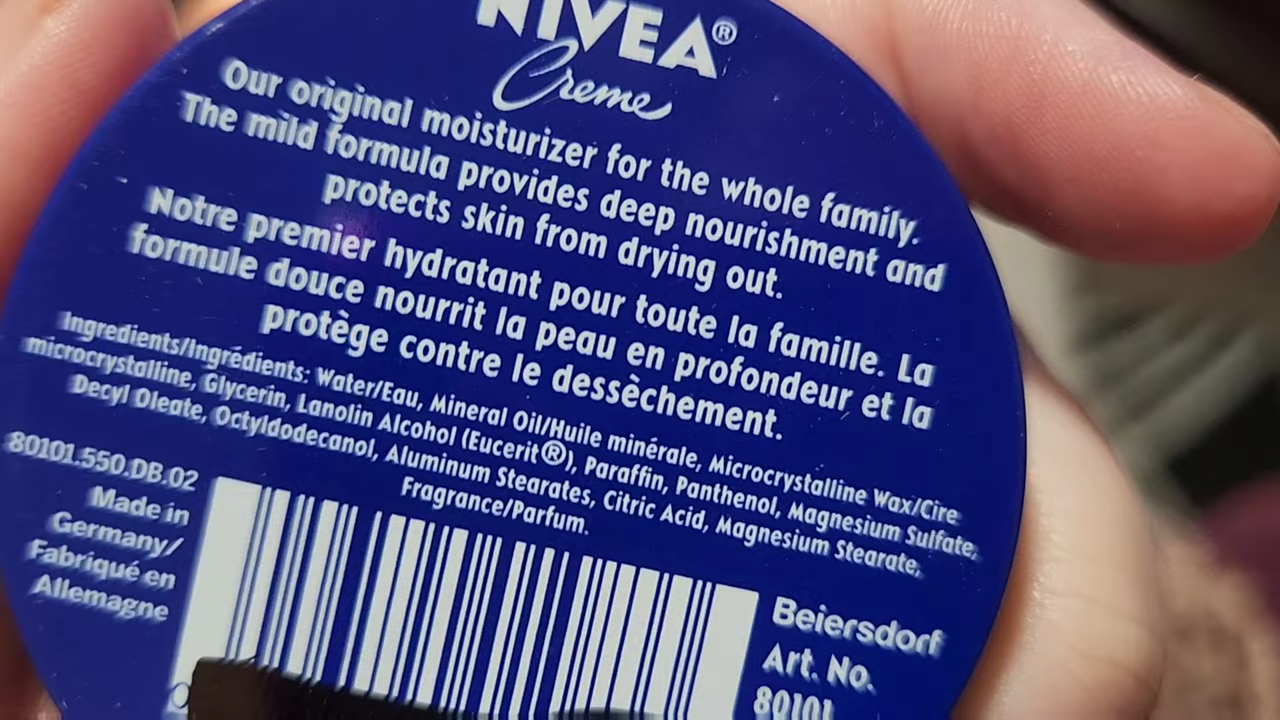 NIVEA®
Creme
Our original moisturizer for the whole family.
The mild formula provides deep nourishment and
protects skin from drying out.
Notre premier hydratant pour toute la famille. La
formule douce nourrit la peau en profondeur et la
protège contre le dessèchement.
Ingredients/Ingrédients: Water/Eau, Mineral Oil/Huile minérale, Microcrystalline Wax/Cire
microcrystalline, Glycerin, Lanolin Alcohol (Eucerit®), Paraffin, Panthenol, Magnesium Sulfate,
Decyl Oleate, Octyldodecanol, Aluminum Stearates, Citric Acid, Magnesium Stearate,
Fragrance/Parfum.
80101.550.DB.02
Made in
Germany/
Fabriqué en
Allemagne
Beiersdorf
Art. No.
80101
0